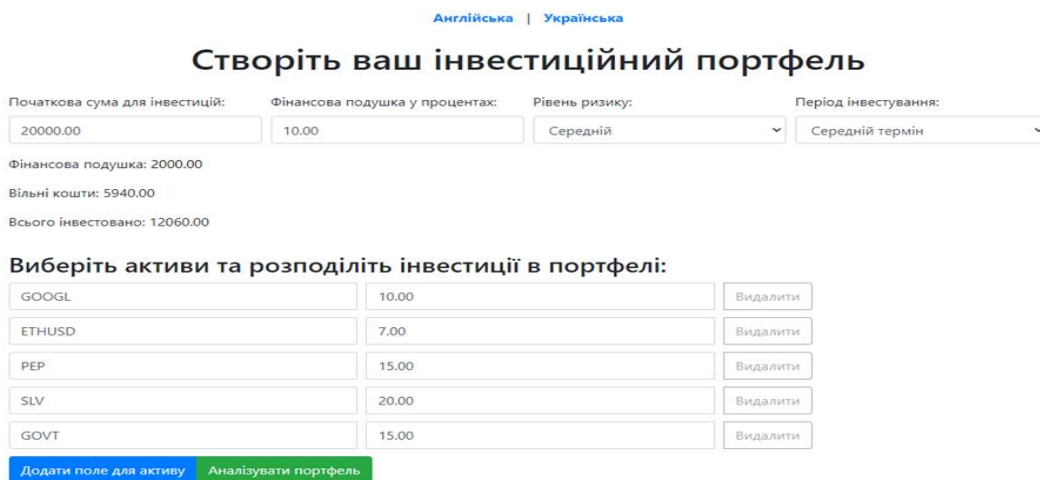 Англійська | Українська
Створіть ваш інвестиційний портфель
Початкова сума для інвестицій: Фінансова подушка у процентах: Рівень ризику: Період інвестування:
20000.00 10.00 Середній Середній термін
Фінансова подушка: 2000.00
Вільні кошти: 5940.00
Всього інвестовано: 12060.00
Виберіть активи та розподіліть інвестиції в портфелі:
GOOGL 10.00 Видалити
ETHUSD 7.00 Видалити
PEP 15.00 Видалити
SLV 20.00 Видалити
GOVT 15.00 Видалити
Додати поле для активу Аналізувати портфель